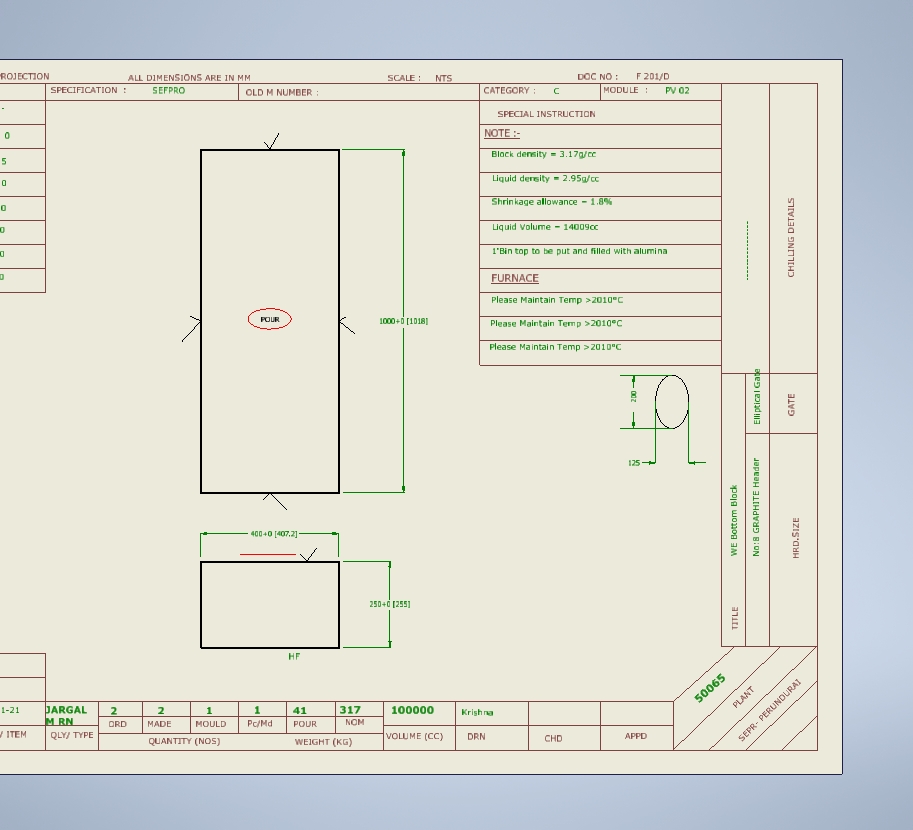 ROJECTION
ALL DIMENSIONS ARE IN MM
SCALE : NTS
DOC NO : F 201/D
SPECIFICATION : SEFPRO
OLD M NUMBER :
CATEGORY : C
MODULE : PV 02
SPECIAL INSTRUCTION
NOTE :-
Block density = 3.17g/cc
Liquid density = 2.95g/cc
Shrinkage allowance = 1.8%
Liquid Volume = 14009cc
1"Bin top to be put and filled with alumina
FURNACE
Please Maintain Temp >2010°C
Please Maintain Temp >2010°C
Please Maintain Temp >2010°C
-
0
5
0
0
0
0
0
POUR
1000+0 [1018]
400+0 [407.2]
250+0 [255]
HF
200
125
CHILLING DETAILS
Elliptical Gate
GATE
WE Bottom Block
No:8 GRAPHITE Header
HRD.SIZE
TITLE
50065
PLANT
SEPR- PERUNDURAI
1-21
JARGAL
M RN
2
2
1
1
41
317
100000
Krishna
/ ITEM
QLY/ TYPE
ORD
MADE
MOULD
Pc/Md
POUR
NOM
VOLUME (CC)
DRN
CHD
APPD
QUANTITY (NOS)
WEIGHT (KG)